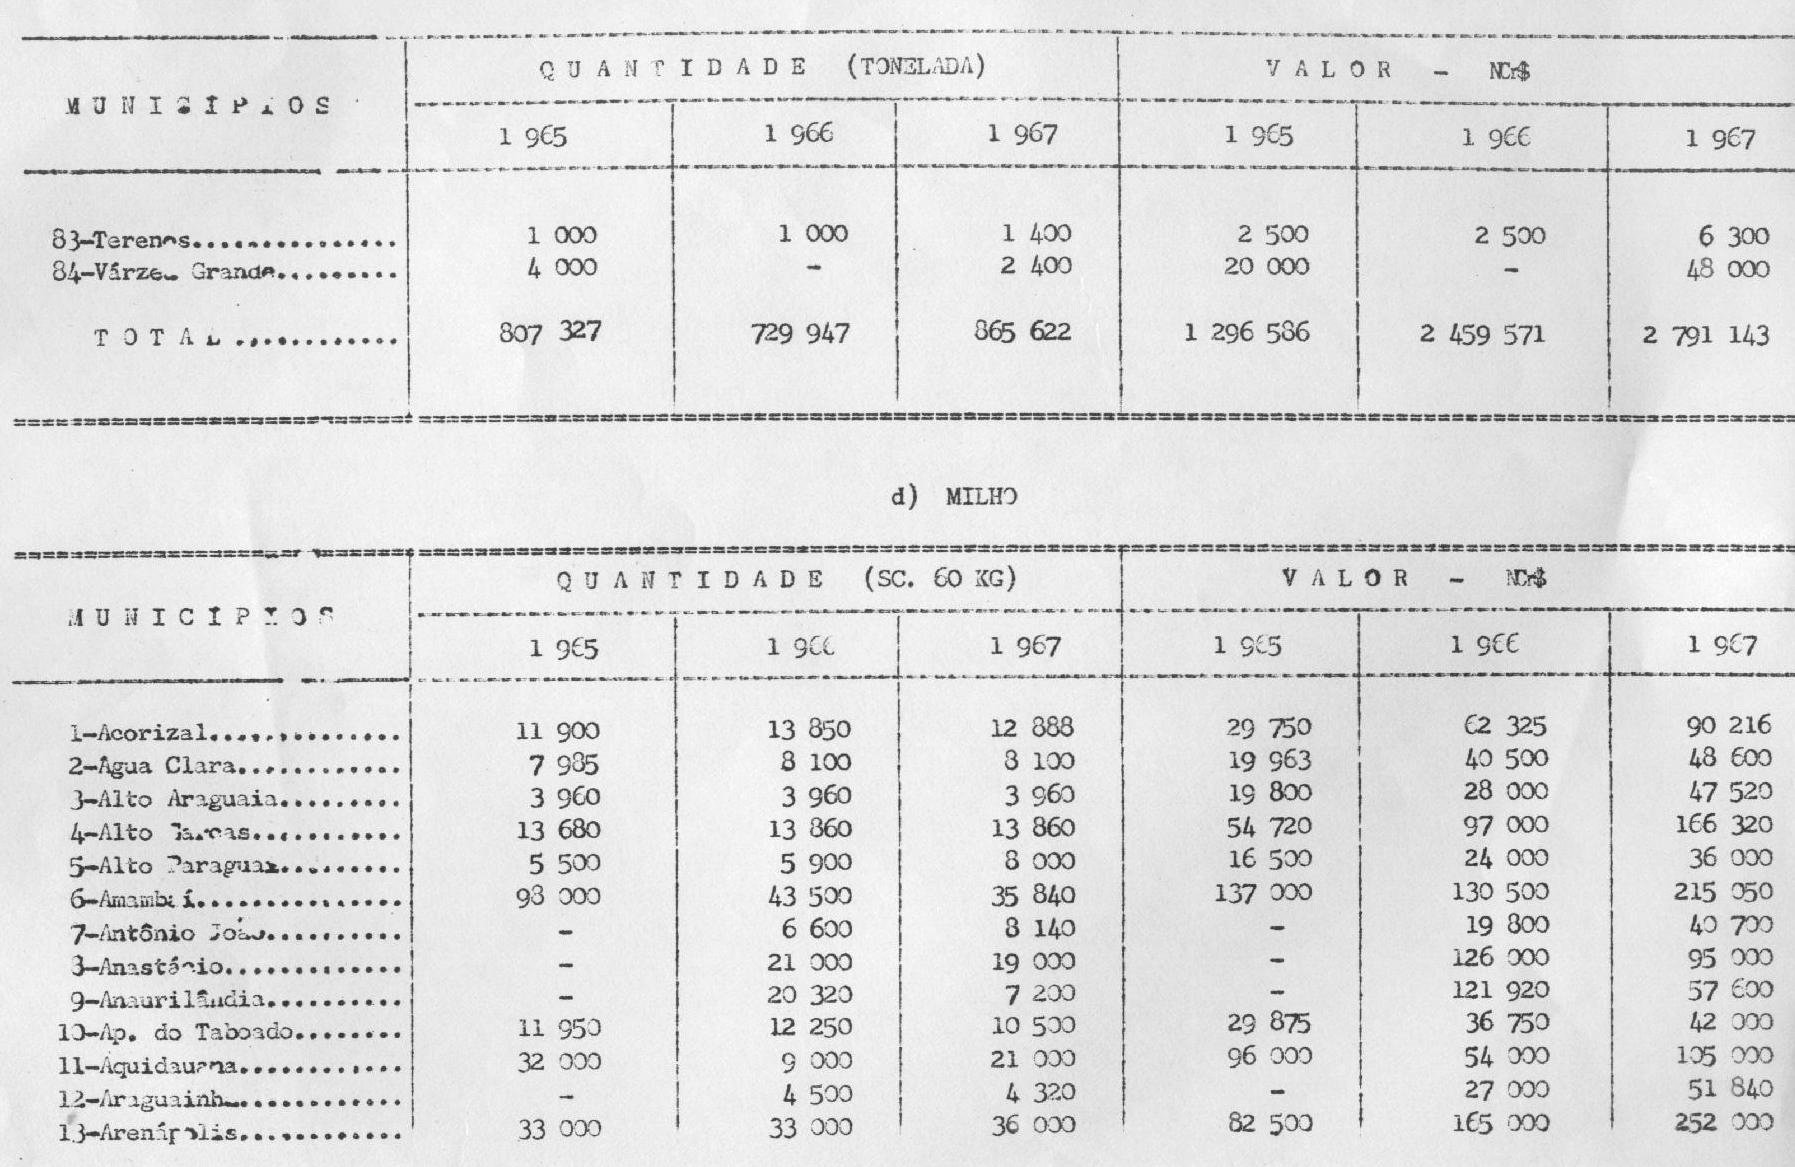 QUANTIDADE (TONELADA) VALOR - NCr$
MUNICÍPIOS
1 965 1 966 1 967 1 965 1 966 1 967
83-Terenos................ 1 000 1 000 1 400 2 500 2 500 6 300
84-Várzea Grande.......... 4 000 - 2 400 20 000 - 48 000
TOTAL ............ 807 327 729 947 865 622 1 296 586 2 459 571 2 791 143
d) MILHO
QUANTIDADE (SC. 60 KG) VALOR - NCr$
MUNICÍPIOS
1 965 1 966 1 967 1 965 1 966 1 967
1-Acorizal............... 11 900 13 850 12 888 29 750 62 325 90 216
2-Água Clara............. 7 985 8 100 8 100 19 963 40 500 48 600
3-Alto Araguaia.......... 3 960 3 960 3 960 19 800 28 000 47 520
4-Alto Garças............ 13 680 13 860 13 860 54 720 97 000 166 320
5-Alto Paraguai.......... 5 500 5 900 8 000 16 500 24 000 36 000
6-Amambaí................ 98 000 43 500 35 840 137 000 130 500 215 050
7-Antônio João........... - 6 600 8 140 - 19 800 40 700
8-Anastácio.............. - 21 000 19 000 - 126 000 95 000
9-Anaurilândia........... - 20 320 7 200 - 121 920 57 600
10-Ap. do Taboado......... 11 950 12 250 10 500 29 875 36 750 42 000
11-Aquidauana............. 32 000 9 000 21 000 96 000 54 000 105 000
12-Araguainha............. - 4 500 4 320 - 27 000 51 840
13-Arenápolis............. 33 000 33 000 36 000 82 500 165 000 252 000